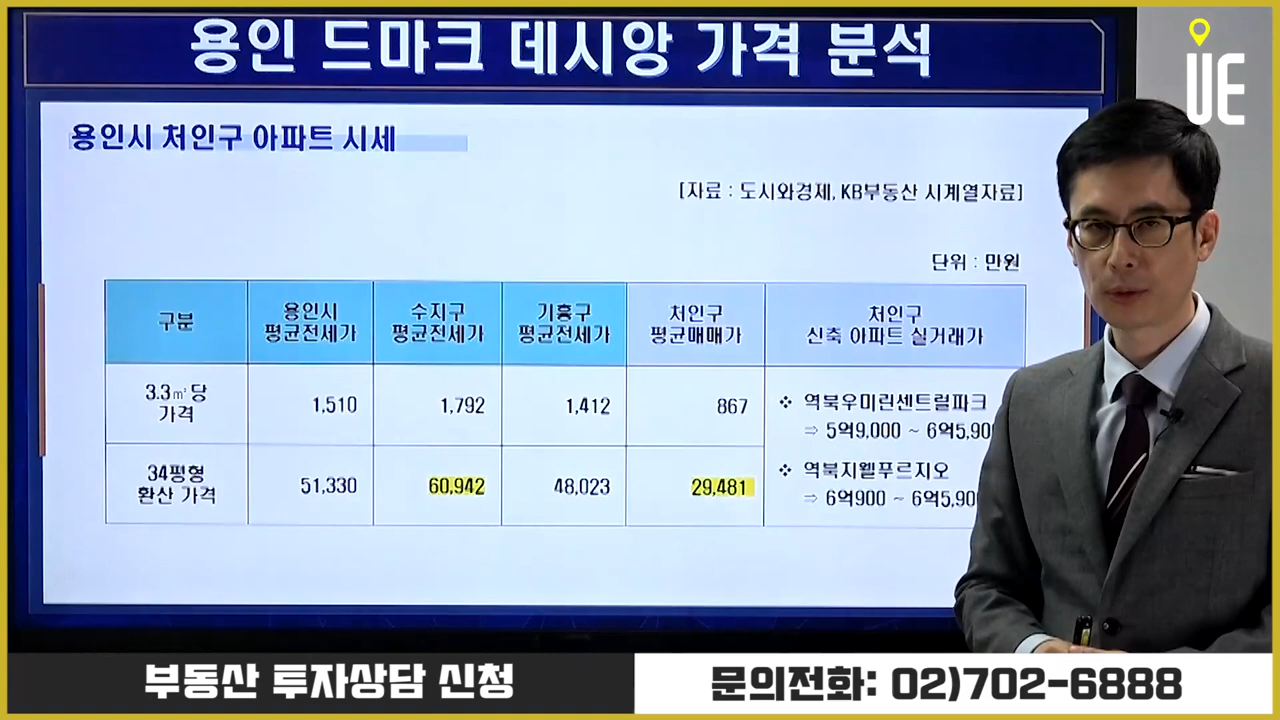 용인 드마크 데시앙 가격 분석
UE
용인시 처인구 아파트 시세
[자료 : 도시와경제, KB부동산 시계열자료]
단위 : 만원
구분
용인시
평균전세가
수지구
평균전세가
기흥구
평균전세가
처인구
평균매매가
처인구
신축 아파트 실거래가
3.3㎡당
가격
1,510
1,792
1,412
867
34평형
환산 가격
51,330
60,942
48,023
29,481
❖ 역북우미린센트럴파크
⇒ 5억9,000 ~ 6억5,90
❖ 역북지웰푸르지오
⇒ 6억900 ~ 6억5,90
부동산 투자상담 신청
문의전화: 02)702-6888